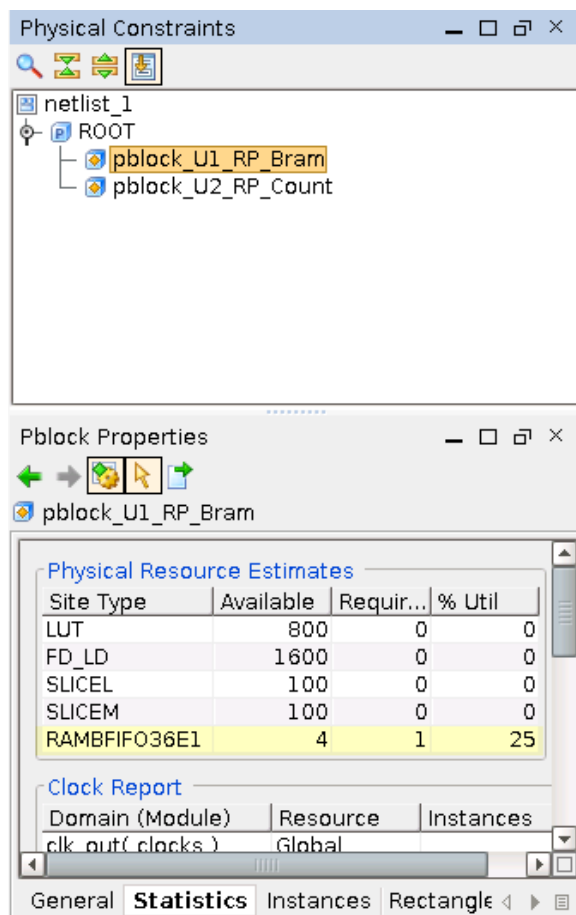 Physical Constraints
netlist_1
ROOT
pblock_U1_RP_Bram
pblock_U2_RP_Count
Pblock Properties
pblock_U1_RP_Bram
Physical Resource Estimates
Site Type Available Requir... % Util
LUT 800 0 0
FD_LD 1600 0 0
SLICEL 100 0 0
SLICEM 100 0 0
RAMBFIFO36E1 4 1 25
Clock Report
Domain (Module) Resource Instances
clk_out( clocks ) Global
General Statistics Instances Rectangle